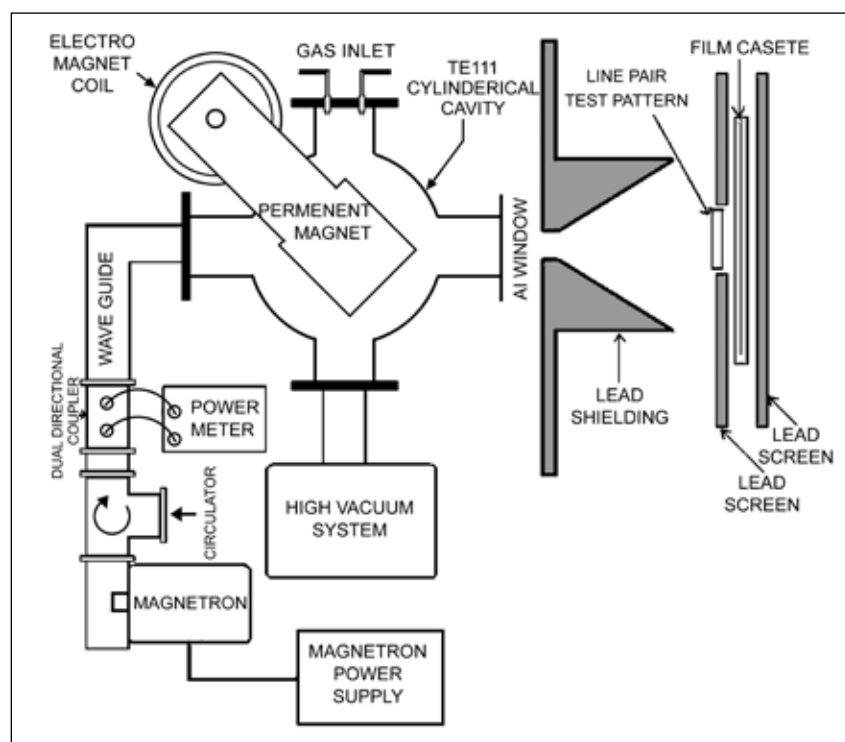 ELECTRO
MAGNET
COIL
GAS INLET
TE111
CYLINDERICAL
CAVITY
FILM CASETE
LINE PAIR
TEST PATTERN
PERMENENT
MAGNET
AI WINDOW
WAVE GUIDE
DUAL DIRECTIONAL
COUPLER
POWER
METER
LEAD
SHIELDING
LEAD
SCREEN
LEAD
SCREEN
CIRCULATOR
HIGH VACUUM
SYSTEM
MAGNETRON
MAGNETRON
POWER
SUPPLY